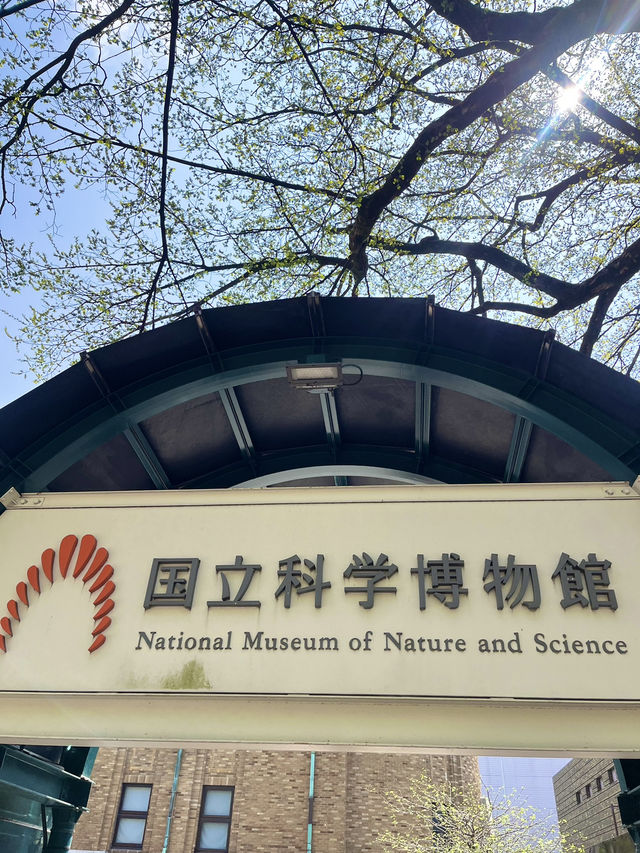 国立科学博物館
National Museum of Nature and Science